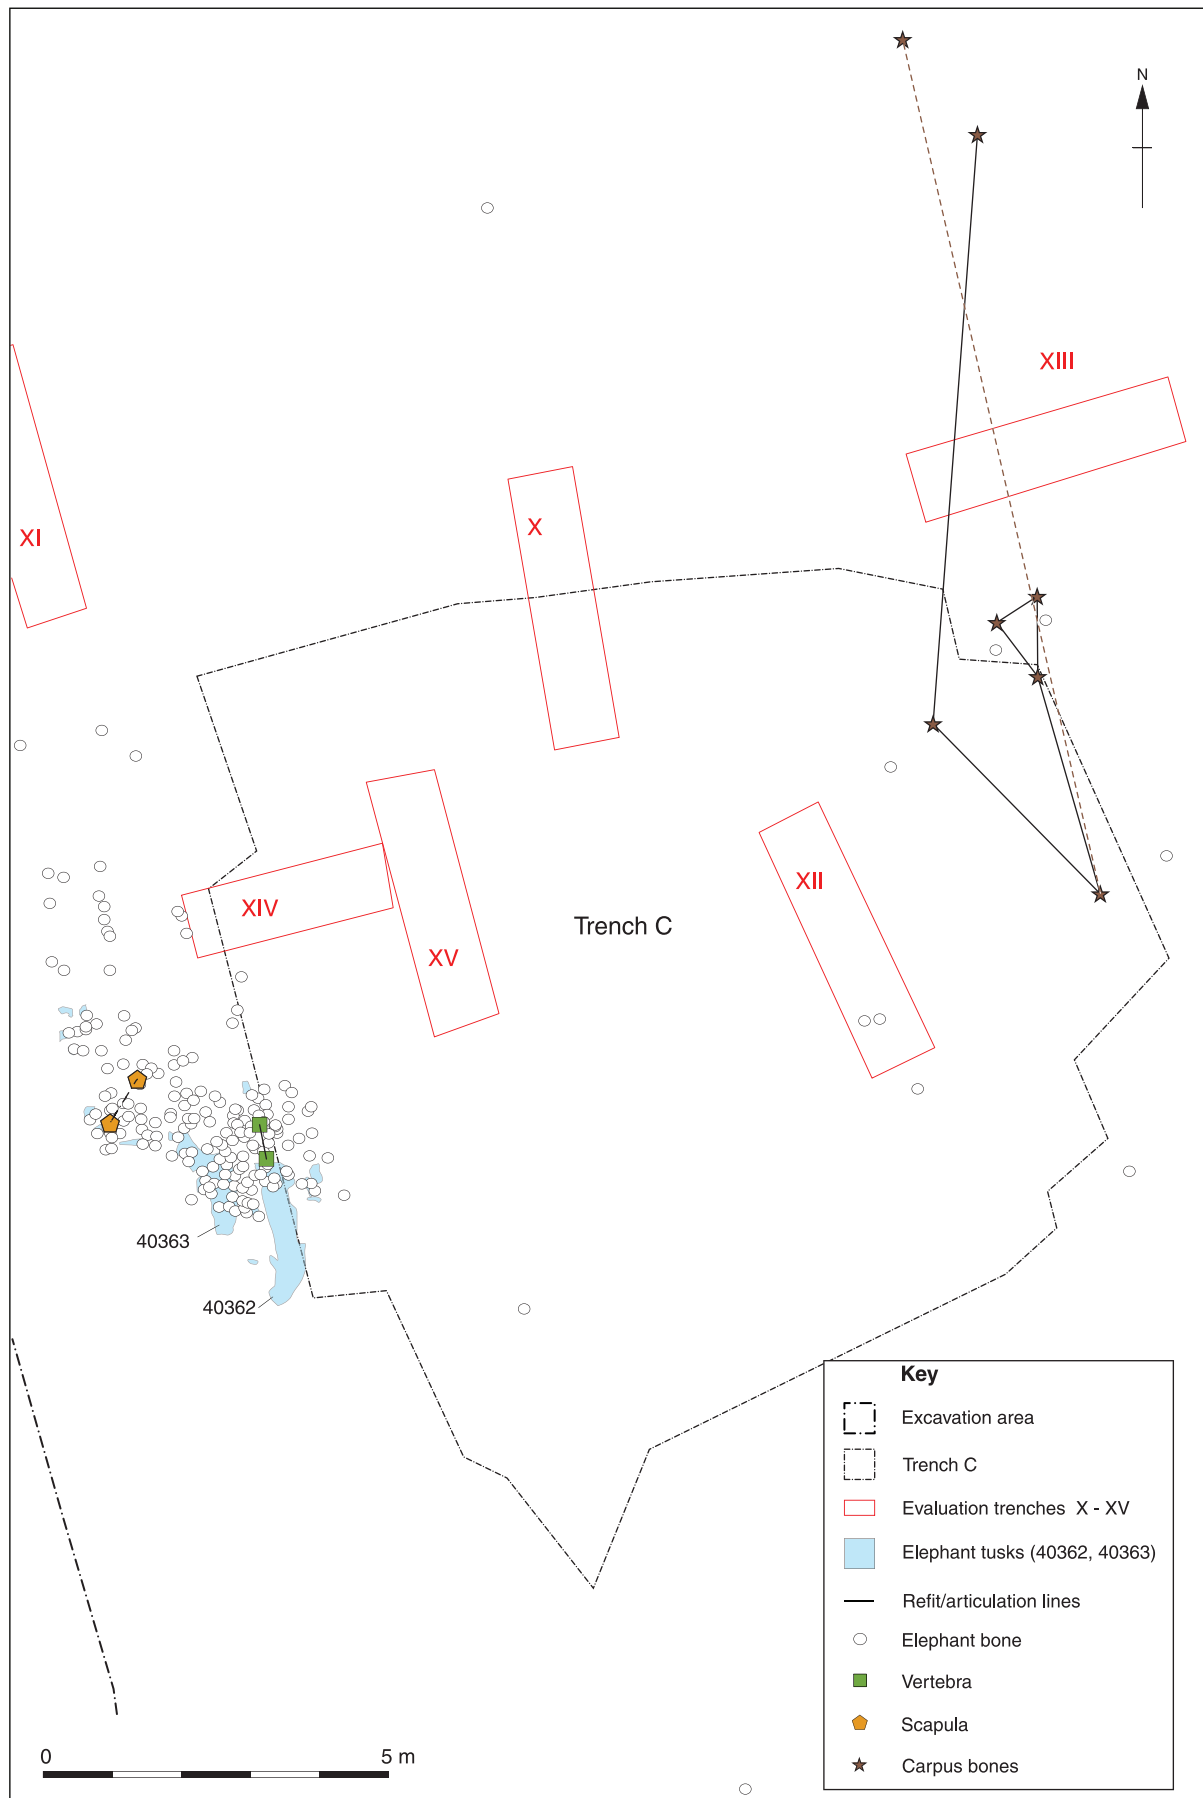 N
XIII
X
XI
XIV
XII
Trench C
XV
40363
40362
Key
Excavation area
Trench C
Evaluation trenches X - XV
Elephant tusks (40362, 40363)
Refit/articulation lines
Elephant bone
Vertebra
Scapula
Carpus bones
0 5 m